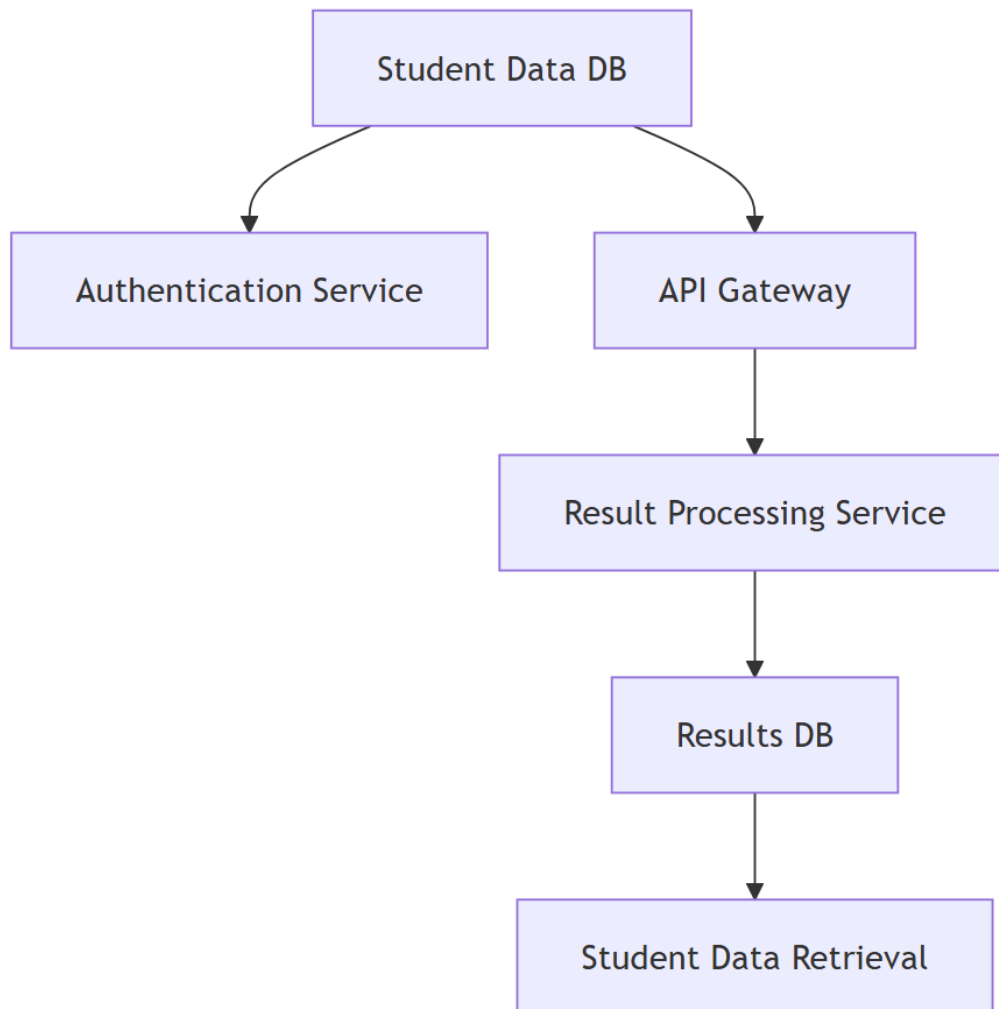 Student Data DB
Authentication Service
API Gateway
Result Processing Service
Results DB
Student Data Retrieval